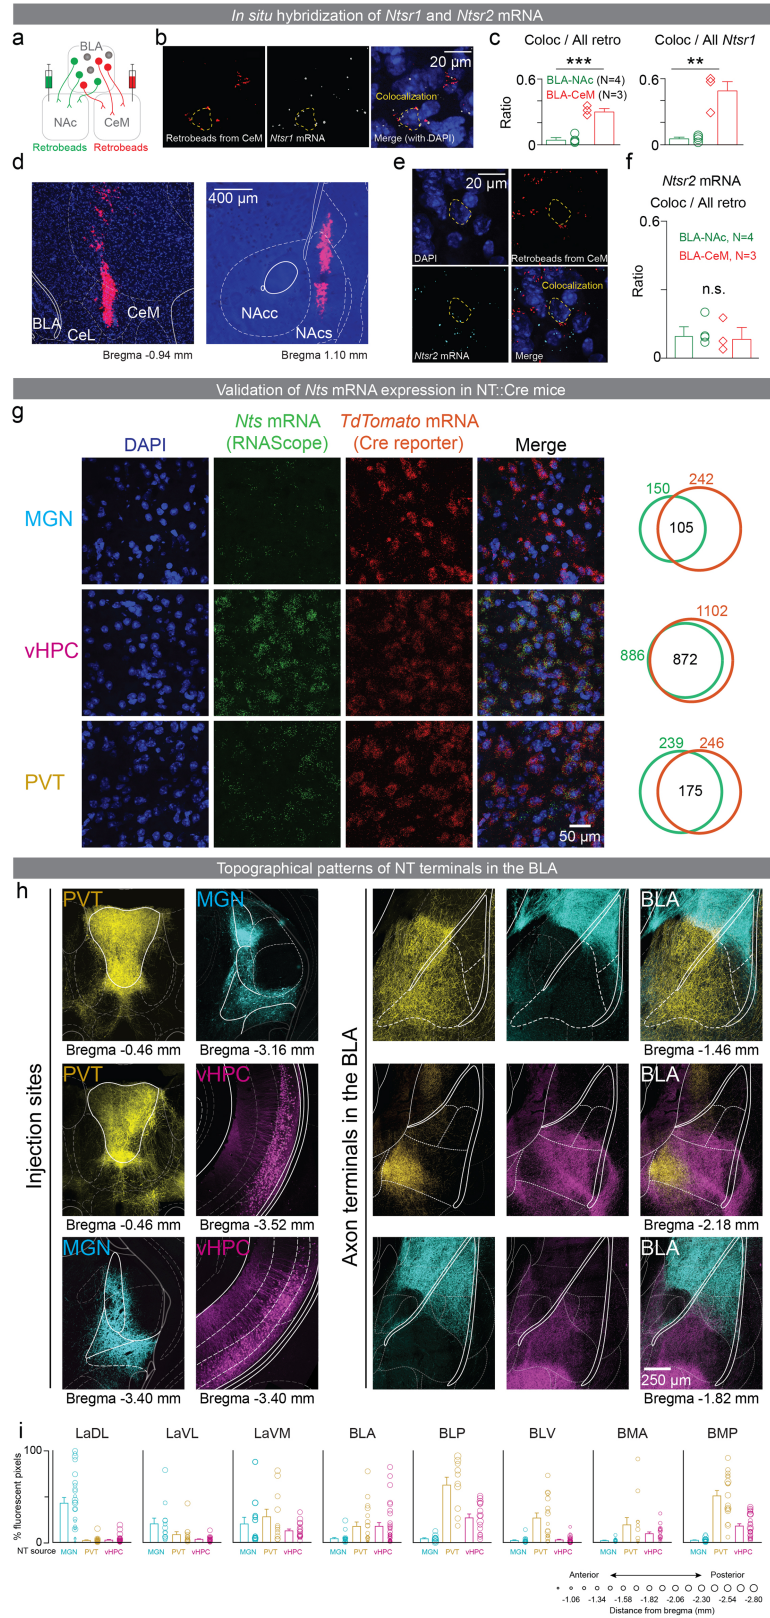 In situ hybridization of Ntsr1 and Ntsr2 mRNA
a
BLA
NAc
CeM
Retrobeads
Retrobeads
b
20 µm
Colocalization
Retrobeads from CeM
Ntsr1 mRNA
Merge (with DAPI)
c
Coloc / All retro
***
0.6
BLA-NAc (N=4)
BLA-CeM (N=3)
Ratio
0
Coloc / All Ntsr1
**
0.6
0
d
BLA
CeL
CeM
Bregma -0.94 mm
400 µm
NAcc
NAcs
Bregma 1.10 mm
e
20 µm
DAPI
Retrobeads from CeM
Colocalization
Ntsr2 mRNA
Merge
f
Ntsr2 mRNA
Coloc / All retro
0.6
BLA-NAc, N=4
BLA-CeM, N=3
n.s.
Ratio
0
Validation of Nts mRNA expression in NT::Cre mice
g
DAPI
Nts mRNA
(RNAScope)
TdTomato mRNA
(Cre reporter)
Merge
MGN
150
242
105
vHPC
1102
886
872
PVT
239
246
175
50 µm
Topographical patterns of NT terminals in the BLA
h
Injection sites
PVT
Bregma -0.46 mm
MGN
Bregma -3.16 mm
PVT
Bregma -0.46 mm
vHPC
Bregma -3.52 mm
MGN
Bregma -3.40 mm
vHPC
Bregma -3.40 mm
Axon terminals in the BLA
BLA
Bregma -1.46 mm
BLA
Bregma -2.18 mm
BLA
250 µm
Bregma -1.82 mm
i
LaDL
LaVL
LaVM
BLA
BLP
BLV
BMA
BMP
100
% fluorescent pixels
0
NT source
MGN PVT vHPC
MGN PVT vHPC
MGN PVT vHPC
MGN PVT vHPC
MGN PVT vHPC
MGN PVT vHPC
MGN PVT vHPC
MGN PVT vHPC
Anterior
Posterior
-1.06 -1.34 -1.58 -1.82 -2.06 -2.30 -2.54 -2.80
Distance from bregma (mm)